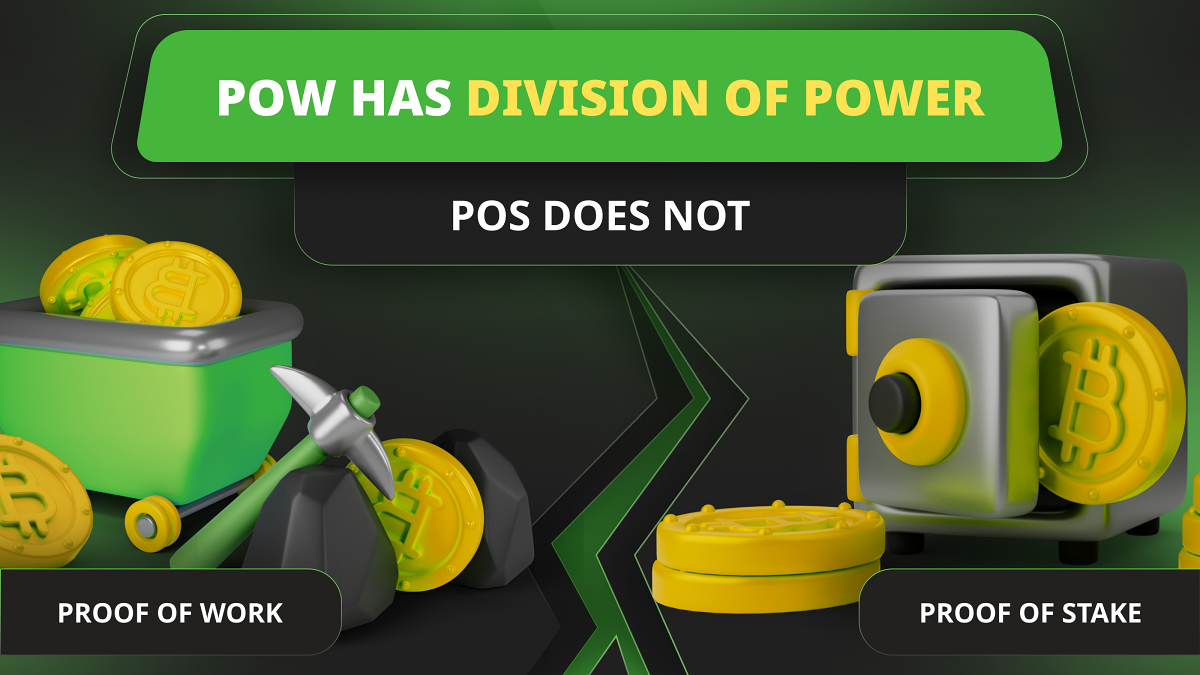 POW HAS DIVISION OF POWER
POS DOES NOT
PROOF OF WORK
PROOF OF STAKE